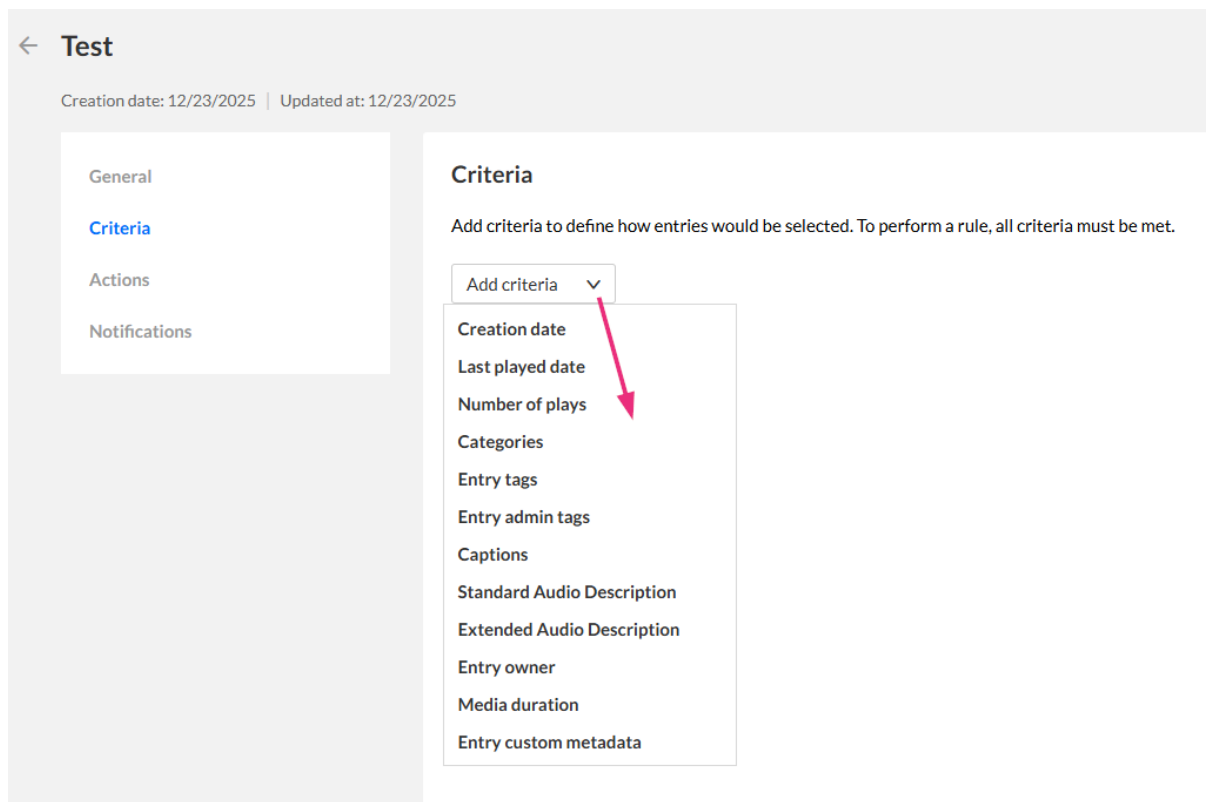 Test
Creation date: 12/23/2025 | Updated at: 12/23/2025
General
Criteria
Actions
Notifications
Criteria
Add criteria to define how entries would be selected. To perform a rule, all criteria must be met.
Add criteria
Creation date
Last played date
Number of plays
Categories
Entry tags
Entry admin tags
Captions
Standard Audio Description
Extended Audio Description
Entry owner
Media duration
Entry custom metadata